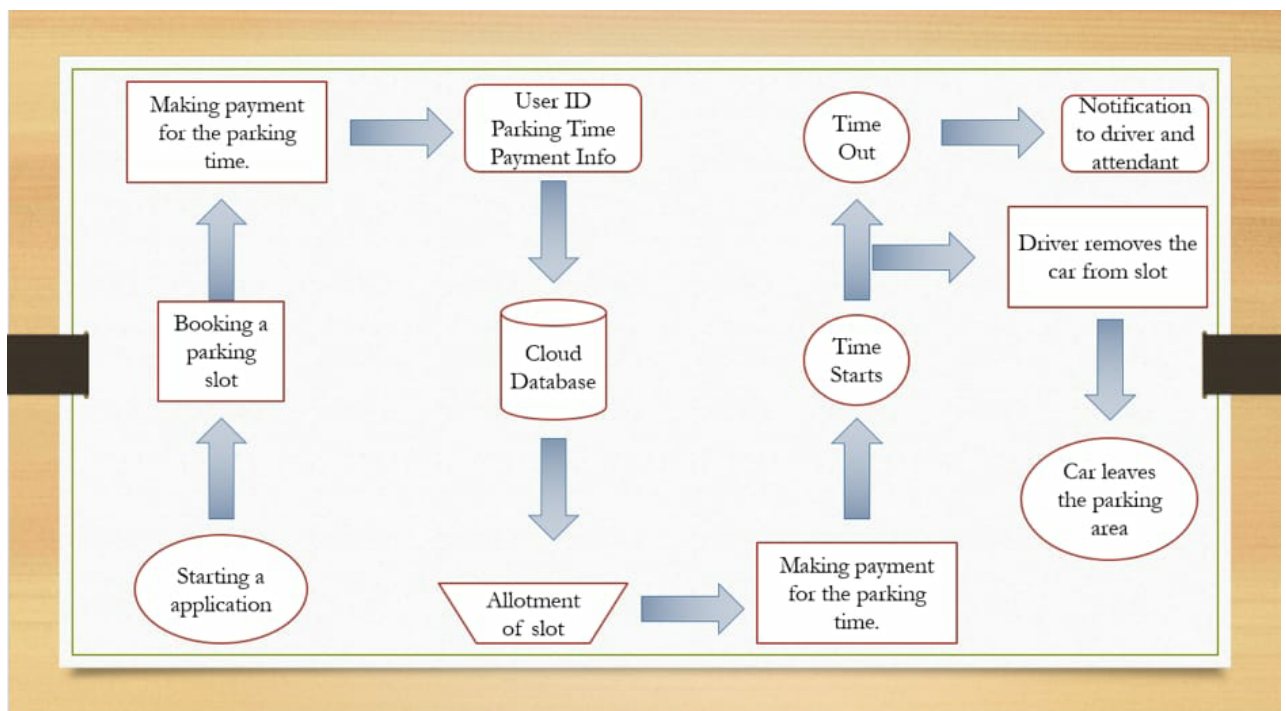 Starting a
application
Booking a
parking
slot
Making payment
for the parking
time.
User ID
Parking Time
Payment Info
Cloud
Database
Allotment
of slot
Making payment
for the parking
time.
Time
Starts
Time
Out
Notification
to driver and
attendant
Driver removes the
car from slot
Car leaves
the parking
area